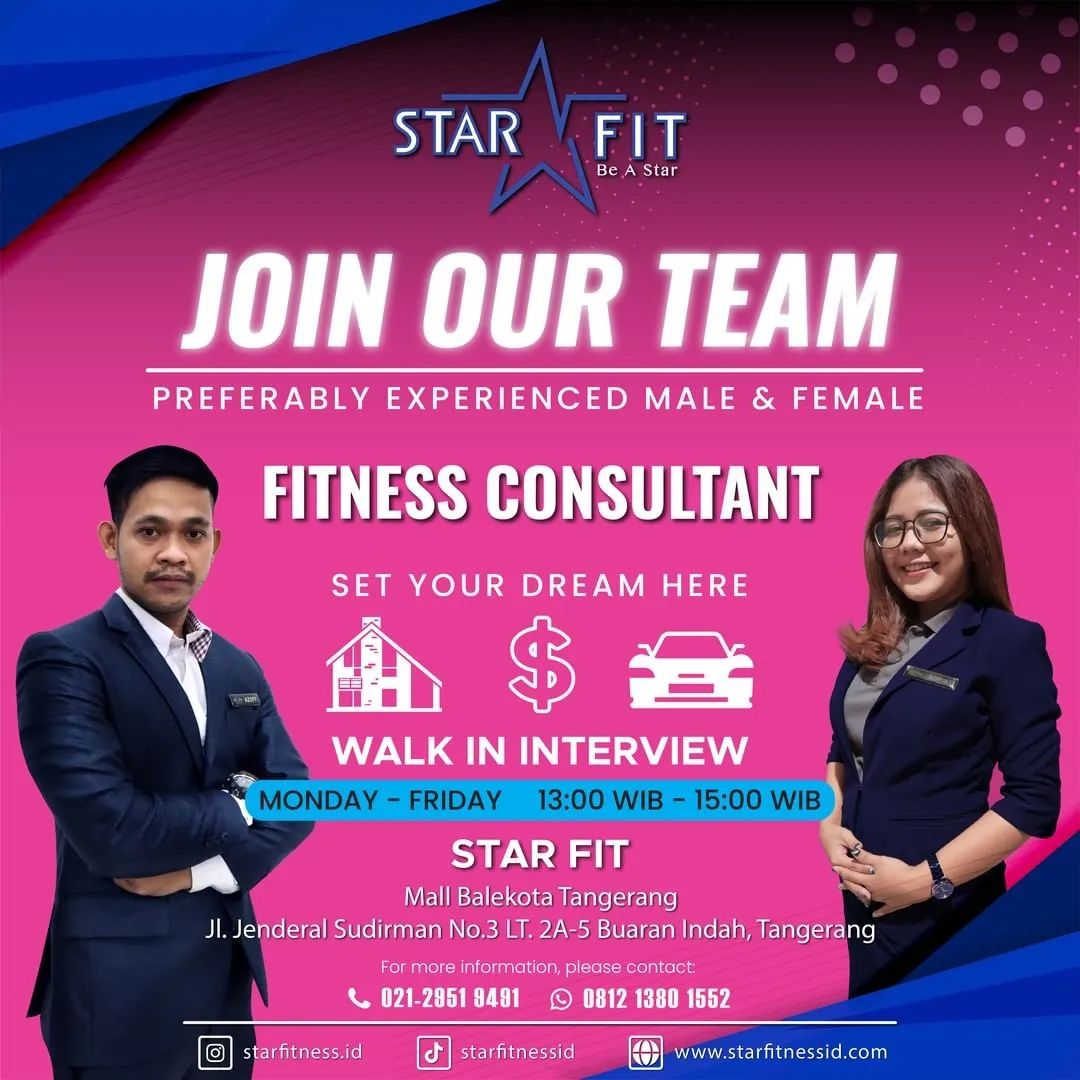 STAR FIT
Be A Star
JOIN OUR TEAM
PREFERABLY EXPERIENCED MALE & FEMALE
FITNESS CONSULTANT
SET YOUR DREAM HERE
$
WALK IN INTERVIEW
MONDAY - FRIDAY 13:00 WIB - 15:00 WIB
STAR FIT
Mall Balekota Tangerang
Jl. Jenderal Sudirman No.3 LT. 2A-5 Buaran Indah, Tangerang
For more information, please contact:
021-2951 9491 0812 1380 1552
starfitness.id starfitnessid www.starfitnessid.com